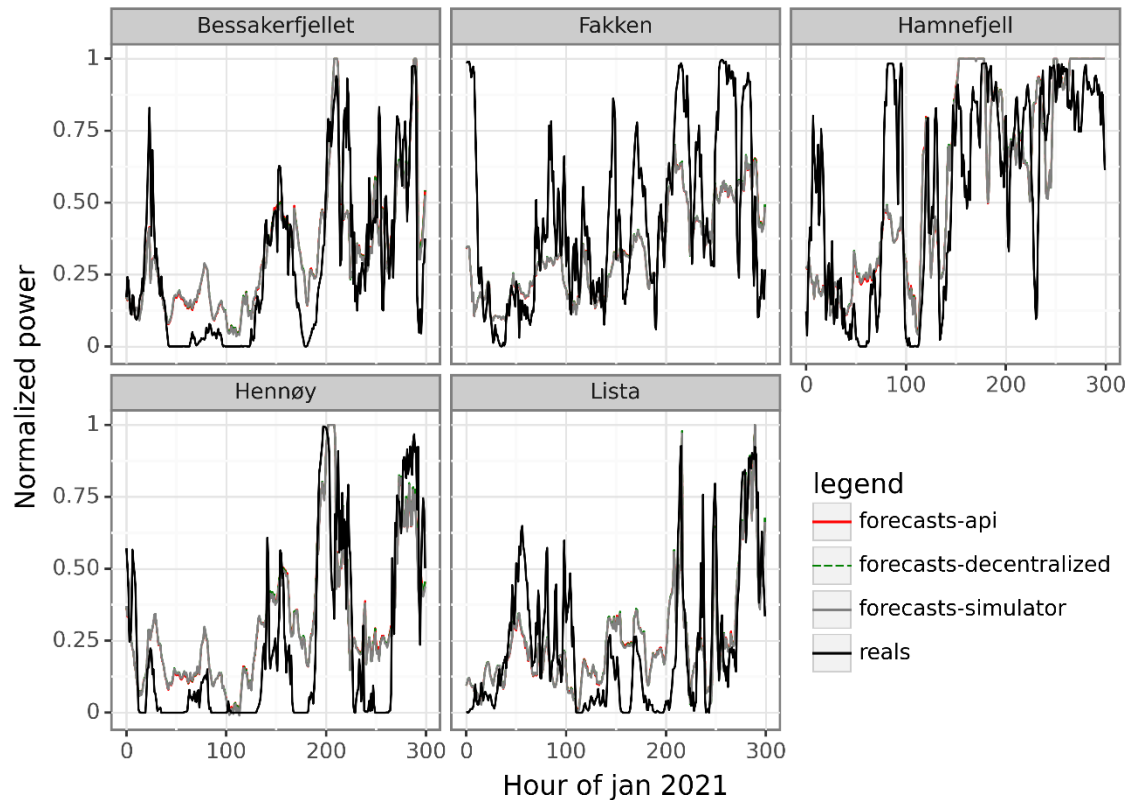 Bessakerfjellet Fakken Hamnefjell
1
0.75
0.50
0.25
0
0 100 200 300
Hennøy Lista
1
0.75
0.50
0.25
0
0 100 200 300 0 100 200 300
Normalized power
Hour of jan 2021
legend
forecasts-api
forecasts-decentralized
forecasts-simulator
reals